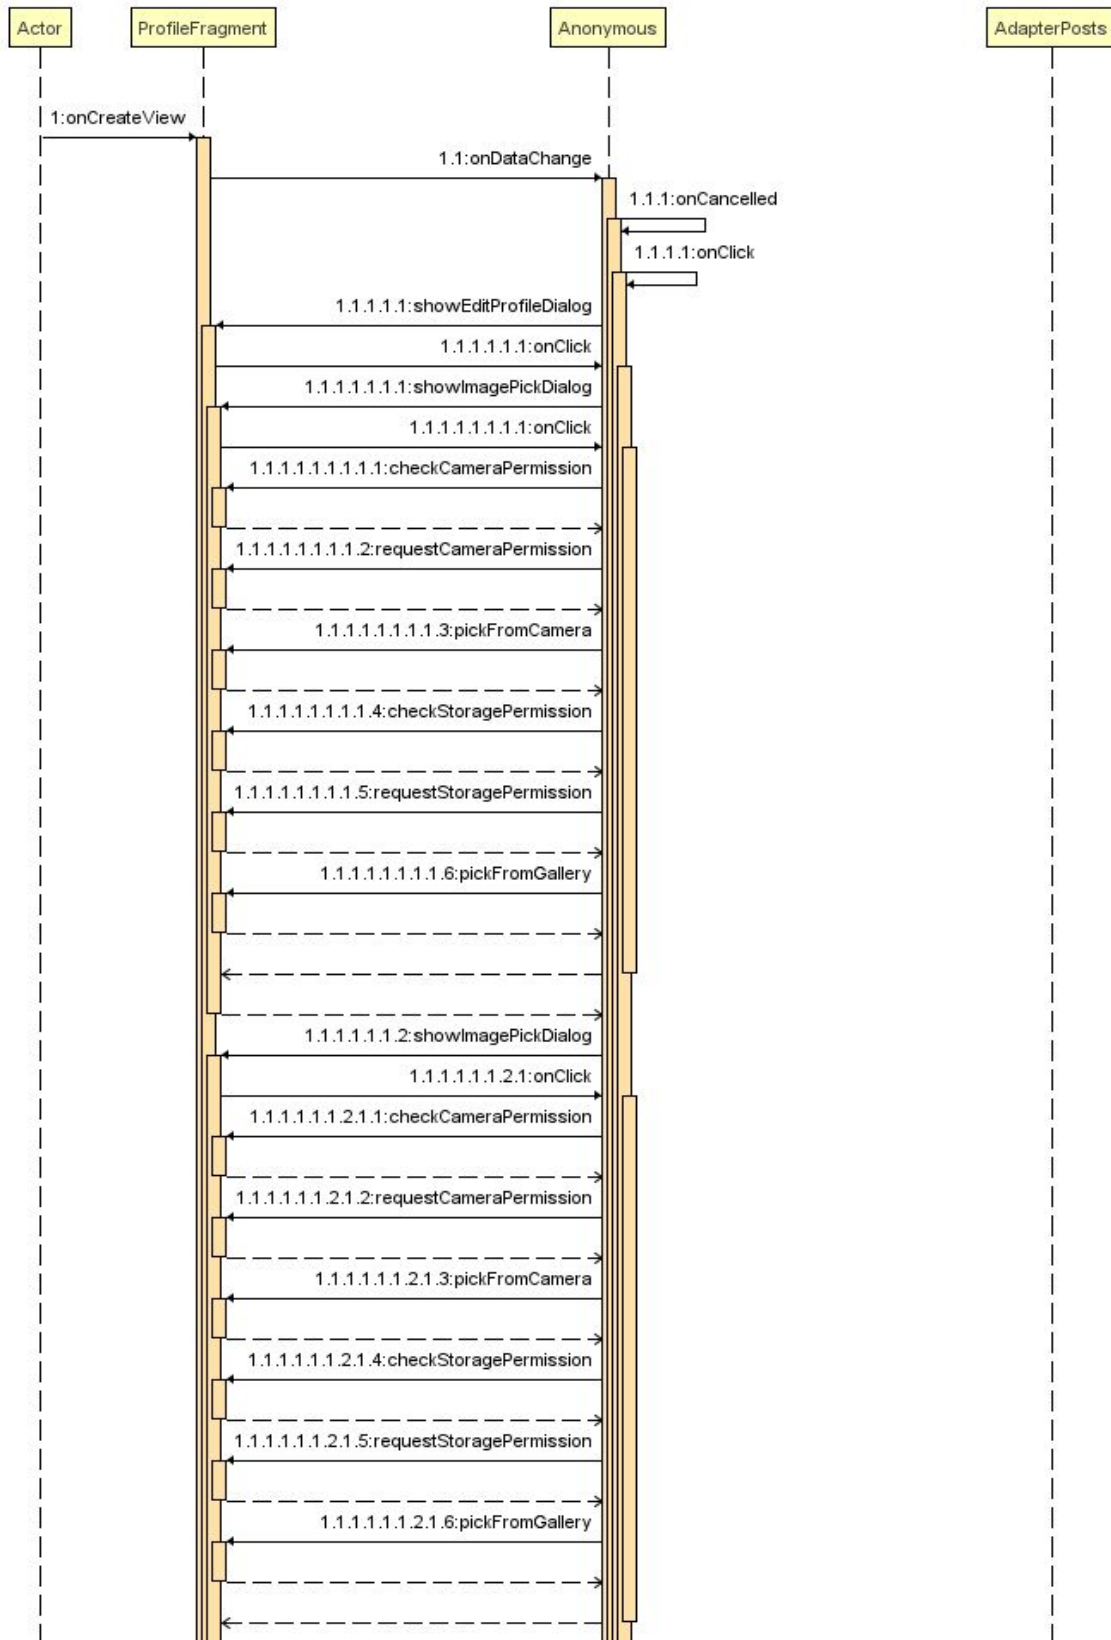 Actor
ProfileFragment
Anonymous
AdapterPosts
1:onCreateView
1.1:onDataChange
1.1.1:onCancelled
1.1.1.1:onClick
1.1.1.1.1:showEditProfileDialog
1.1.1.1.1.1:onClick
1.1.1.1.1.1.1:showImagePickDialog
1.1.1.1.1.1.1.1:onClick
1.1.1.1.1.1.1.1.1:checkCameraPermission
1.1.1.1.1.1.1.1.2:requestCameraPermission
1.1.1.1.1.1.1.1.3:pickFromCamera
1.1.1.1.1.1.1.1.4:checkStoragePermission
1.1.1.1.1.1.1.1.5:requestStoragePermission
1.1.1.1.1.1.1.1.6:pickFromGallery
1.1.1.1.1.1.2:showImagePickDialog
1.1.1.1.1.1.2.1:onClick
1.1.1.1.1.1.2.1.1:checkCameraPermission
1.1.1.1.1.1.2.1.2:requestCameraPermission
1.1.1.1.1.1.2.1.3:pickFromCamera
1.1.1.1.1.1.2.1.4:checkStoragePermission
1.1.1.1.1.1.2.1.5:requestStoragePermission
1.1.1.1.1.1.2.1.6:pickFromGallery